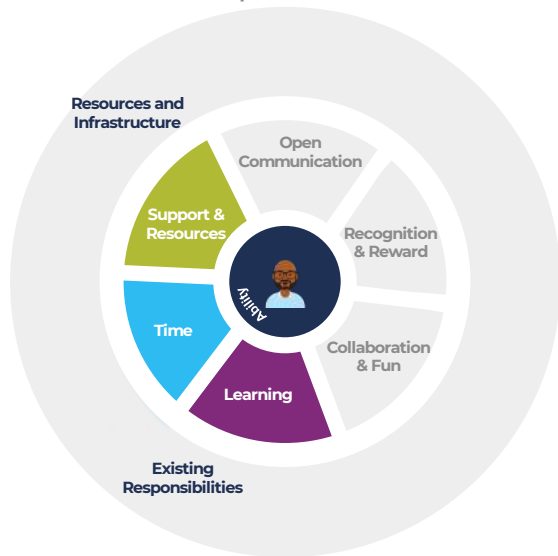 Resources and
Infrastructure
Open
Communication
Support &
Resources
Recognition
& Reward
Ability
Time
Collaboration
& Fun
Learning
Existing
Responsibilities